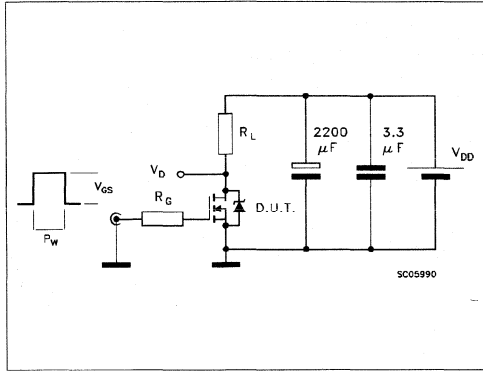 R_L
2200
μF
3.3
μF
V_DD
V_D
R_G
D.U.T.
V_GS
P_W
SC05990